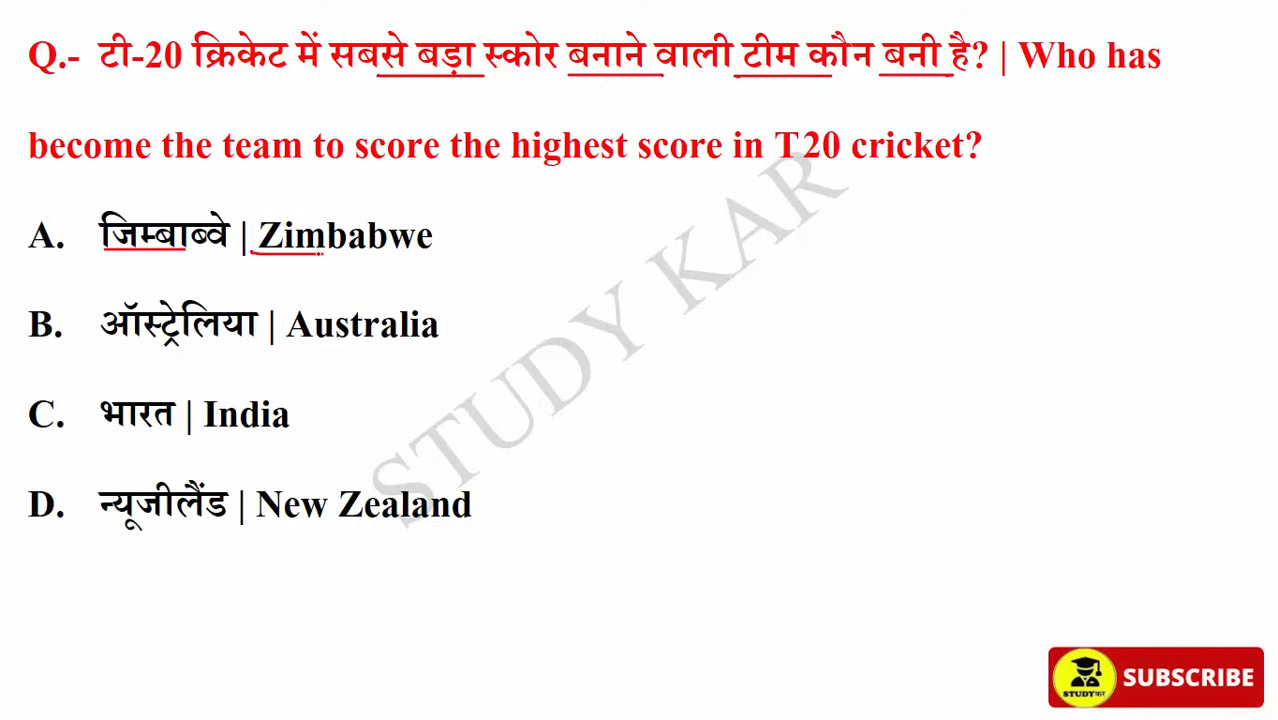 Q.- टी-20 क्रिकेट में सबसे बड़ा स्कोर बनाने वाली टीम कौन बनी है? | Who has
become the team to score the highest score in T20 cricket?
A. जिम्बाब्वे | Zimbabwe
B. ऑस्ट्रेलिया | Australia
C. भारत | India
D. न्यूजीलैंड | New Zealand
STUDY KAR
STUDYकर
SUBSCRIBE